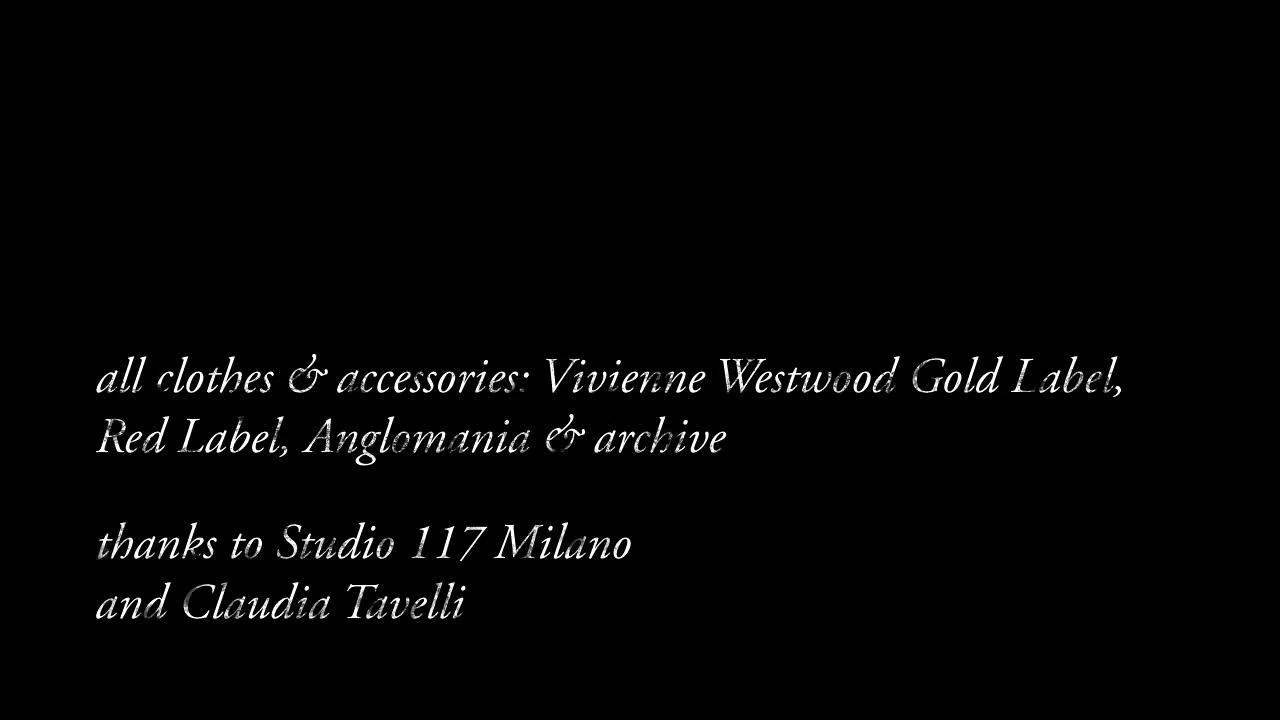 all clothes & accessories: Vivienne Westwood Gold Label,
Red Label, Anglomania & archive
thanks to Studio 117 Milano
and Claudia Tavelli